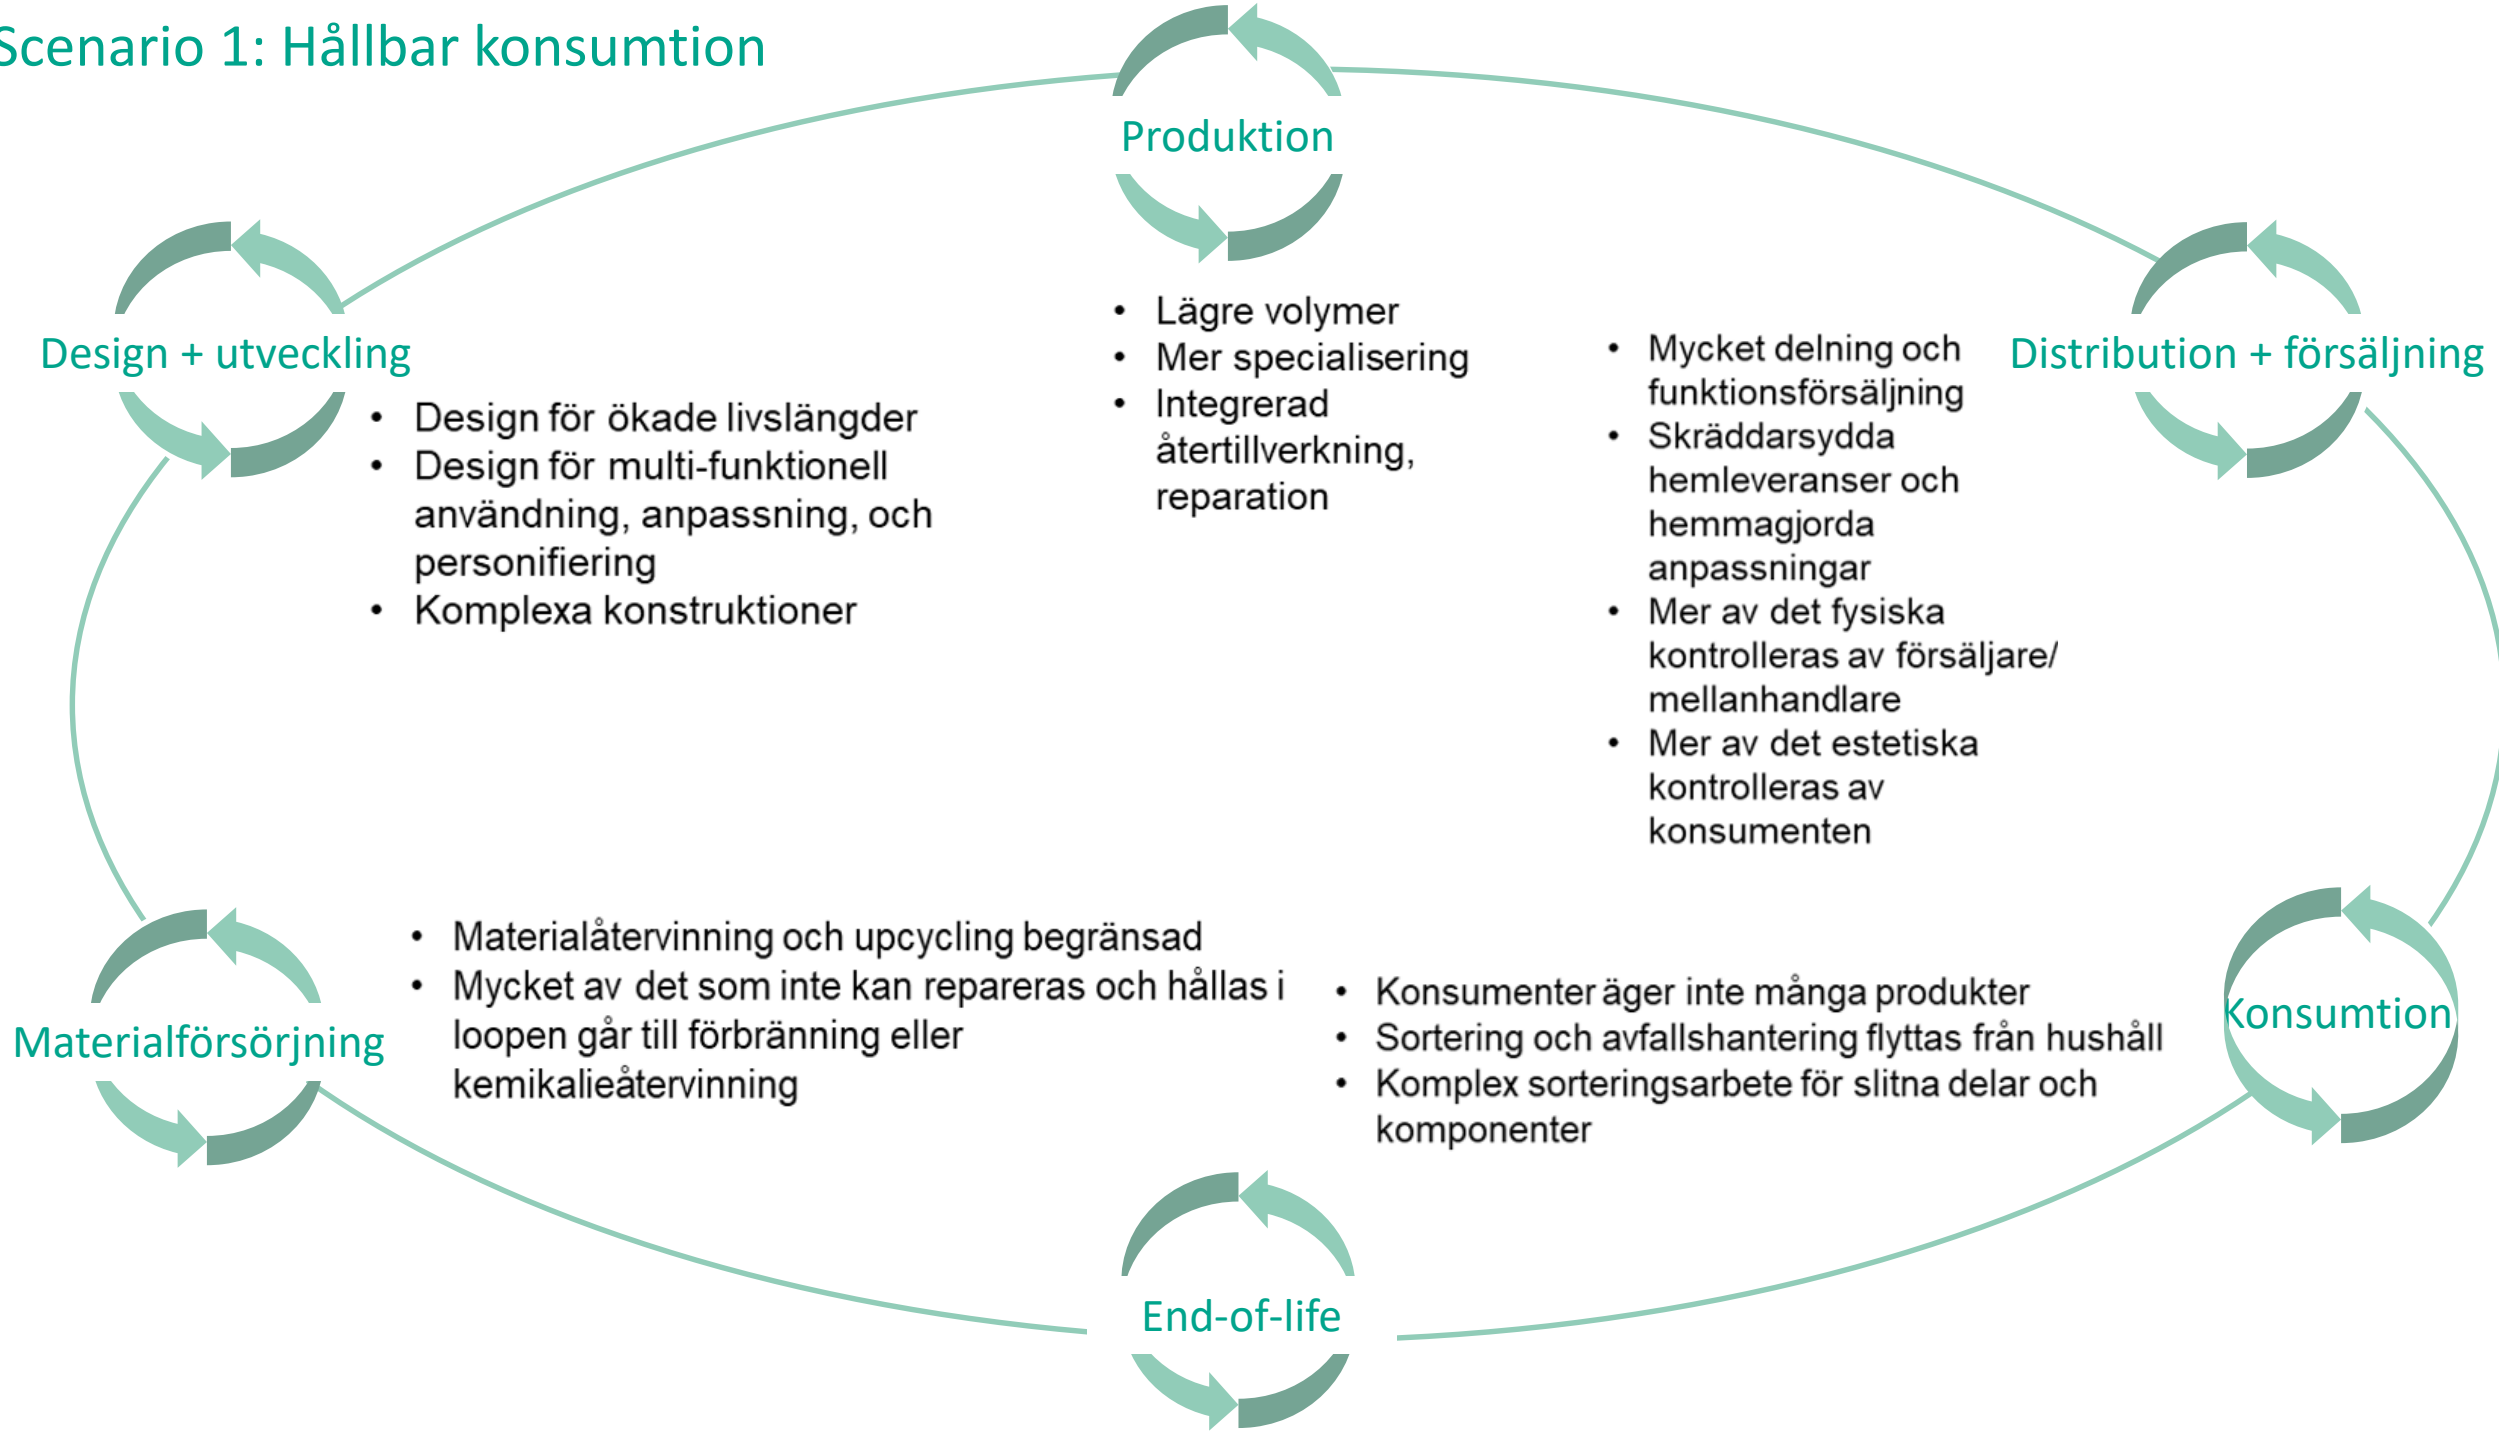 Scenario 1: Hållbar konsumtion
Produktion
• Lägre volymer
• Mer specialisering
• Integrerad
återtillverkning,
reparation
Design + utveckling
• Design för ökade livslängder
• Design för multi-funktionell
användning, anpassning, och
personifiering
• Komplexa konstruktioner
Distribution + försäljning
• Mycket delning och
funktionsförsäljning
• Skräddarsydda
hemleveranser och
hemmagjorda
anpassningar
• Mer av det fysiska
kontrolleras av försäljare/
mellanhandlare
• Mer av det estetiska
kontrolleras av
konsumenten
Materialförsörjning
• Materialåtervinning och upcycling begränsad
• Mycket av det som inte kan repareras och hållas i
loopen går till förbränning eller
kemikalieåtervinning
Konsumtion
• Konsumenter äger inte många produkter
• Sortering och avfallshantering flyttas från hushåll
• Komplex sorteringsarbete för slitna delar och
komponenter
End-of-life